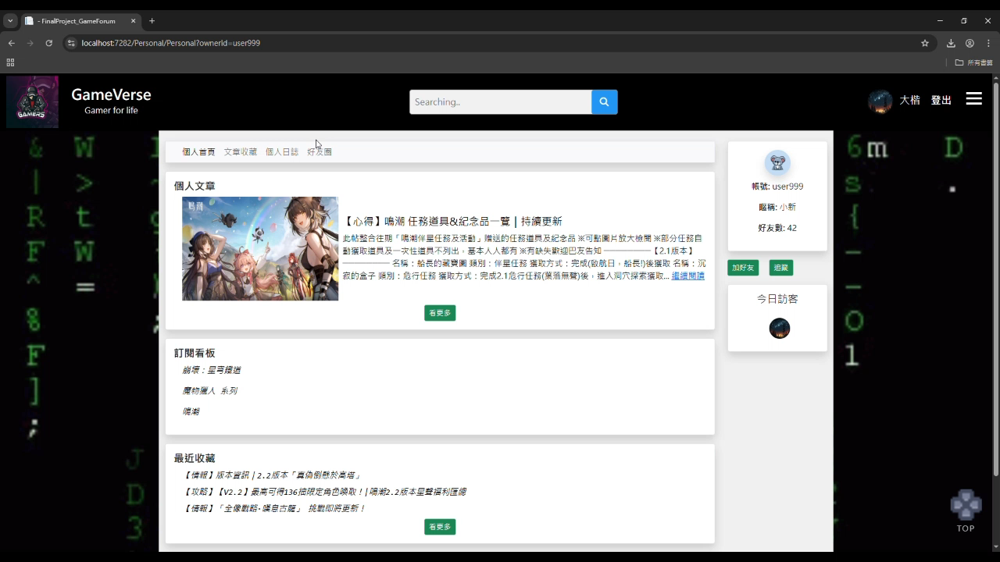 - FinalProject_GameForum
localhost:7282/Personal/Personal?ownerId=user999
所有書籤
GAMERS
GameVerse
Gamer for life
Searching..
大楷
登出
個人首頁 文章收藏 個人日誌 好友圈
個人文章
鳴潮
【心得】鳴潮 任務道具&紀念品一覽 | 持續更新
此帖整合往期「鳴潮伴星任務及活動」贈送的任務道具及紀念品 ※可點圖片放大檢閱 ※部分任務自
動獲取道具及一次性道具不列出，基本人人都有 ※有缺失歡迎巴友告知 ──────【2.1版本】
────── 名稱：船長的藏寶圖 類別：伴星任務 獲取方式：完成(啟航日，船長!)後獲取 名稱：沉
寂的盒子 類別：危行任務 獲取方式：完成2.1危行任務(葉落無聲)後，進入洞穴探索獲取... 繼續閱讀
看更多
訂閱看板
崩壞：星穹鐵道
魔物獵人 系列
鳴潮
最近收藏
【情報】版本資訊 | 2.2版本「真偽倒懸於高塔」
【攻略】【V2.2】最高可得136抽限定角色喚取！| 鳴潮2.2版本星聲福利匯總
【情報】「全像戰略·嘆息古龍」 挑戰即將更新！
看更多
帳號: user999
暱稱: 小新
好友數: 42
加好友
追蹤
今日訪客
TOP